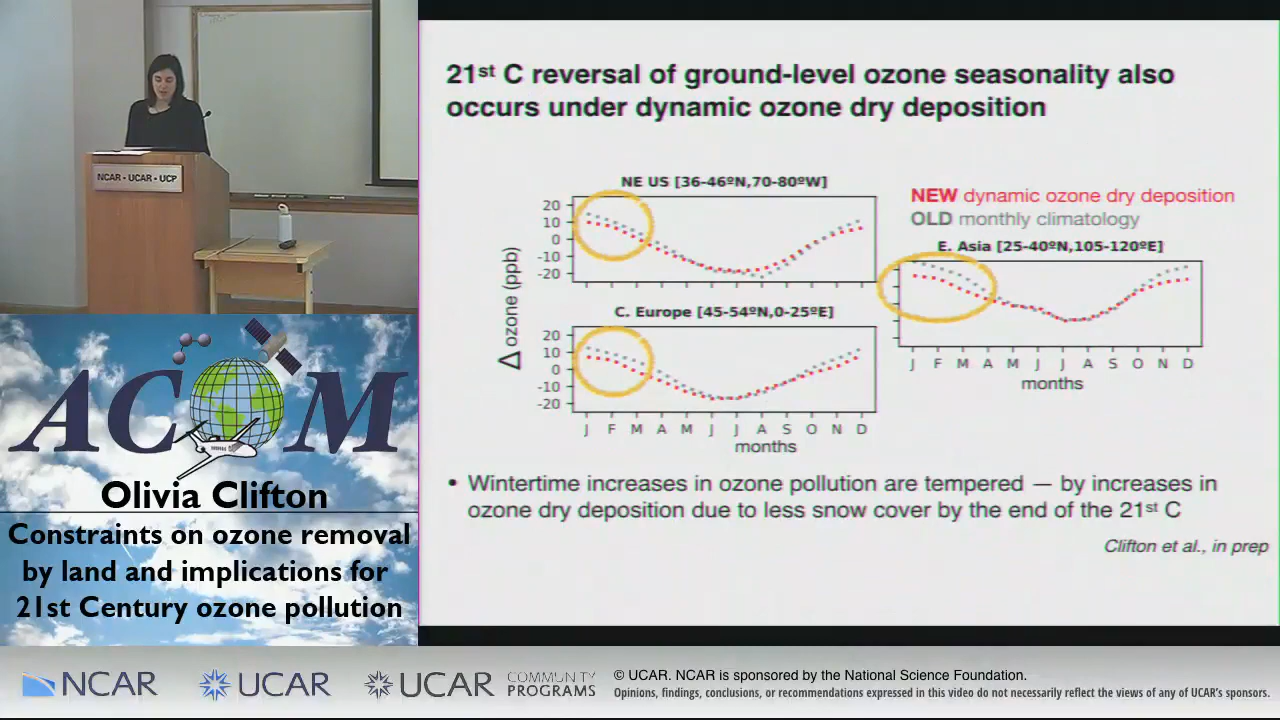 NCAR • UCAR • UCP
ACOM
Olivia Clifton
Constraints on ozone removal
by land and implications for
21st Century ozone pollution
21st C reversal of ground-level ozone seasonality also
occurs under dynamic ozone dry deposition
NE US [36-46ºN,70-80ºW]
20
10
0
-10
-20
NEW dynamic ozone dry deposition
OLD monthly climatology
E. Asia [25-40ºN,105-120ºE]
J F M A M J J A S O N D
months
Δ ozone (ppb)
C. Europe [45-54ºN,0-25ºE]
20
10
0
-10
-20
J F M A M J J A S O N D
months
• Wintertime increases in ozone pollution are tempered — by increases in
ozone dry deposition due to less snow cover by the end of the 21st C
Clifton et al., in prep
NCAR
UCAR
UCAR
COMMUNITY
PROGRAMS
© UCAR. NCAR is sponsored by the National Science Foundation.
Opinions, findings, conclusions, or recommendations expressed in this video do not necessarily reflect the views of any of UCAR's sponsors.